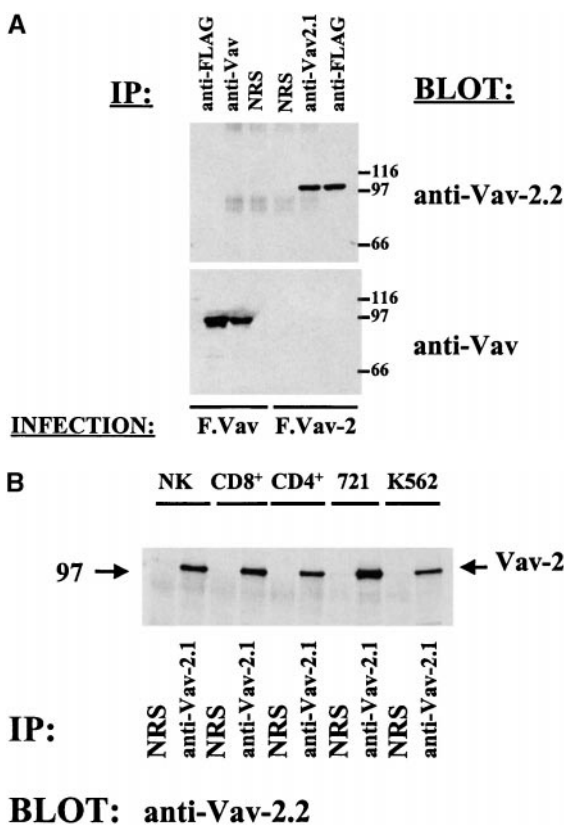 A
IP:
anti-FLAG
anti-Vav
NRS
NRS
anti-Vav2.1
anti-FLAG
BLOT:
116
97
anti-Vav-2.2
66
116
97
anti-Vav
66
INFECTION:
F.Vav F.Vav-2
B
NK CD8+ CD4+ 721 K562
97
Vav-2
IP:
NRS
anti-Vav-2.1
NRS
anti-Vav-2.1
NRS
anti-Vav-2.1
NRS
anti-Vav-2.1
NRS
anti-Vav-2.1
BLOT: anti-Vav-2.2